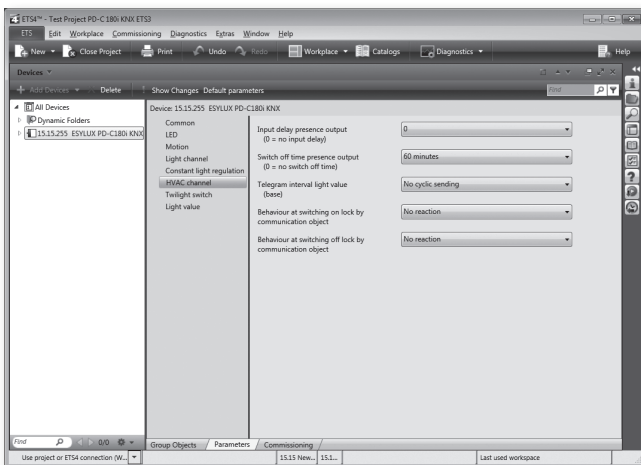 ETS4™ - Test Project PD-C 180i KNX ETS3
ETS Edit Workplace Commissioning Diagnostics Extras Window Help
New Close Project Print Undo Redo Workplace Catalogs Diagnostics Help
Devices
Add Devices Delete Show Changes Default parameters Find
All Devices
Dynamic Folders
15.15.255 ESYLUX PD-C180i KNX
Device: 15.15.255 ESYLUX PD-C180i KNX
Common
LED
Motion
Light channel
Constant light regulation
HVAC channel
Twilight switch
Light value
Input delay presence output
(0 = no input delay)
0
Switch off time presence output
(0 = no switch off time)
60 minutes
Telegram interval light value
(base)
No cyclic sending
Behaviour at switching on lock by
communication object
No reaction
Behaviour at switching off lock by
communication object
No reaction
Find 0/0
Group Objects Parameters Commissioning
Use project or ETS4 connection (W... 15.15 New... 15.1... Last used workspace